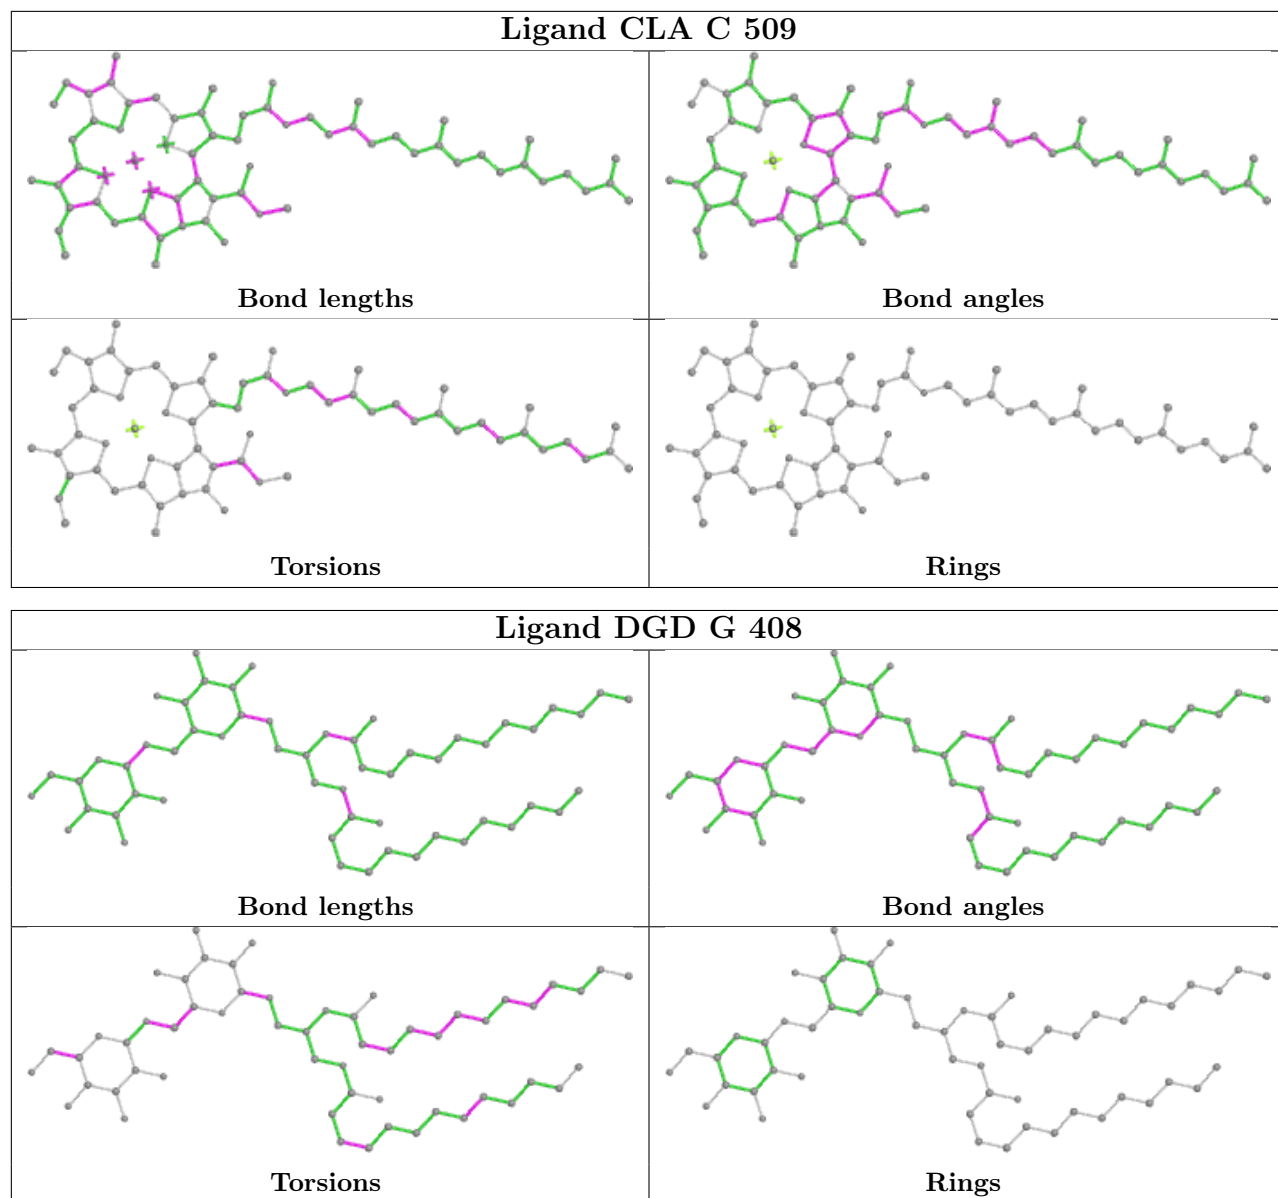 Ligand CLA C 509
Bond lengths
Bond angles
Torsions
Rings
Ligand DGD G 408
Bond lengths
Bond angles
Torsions
Rings